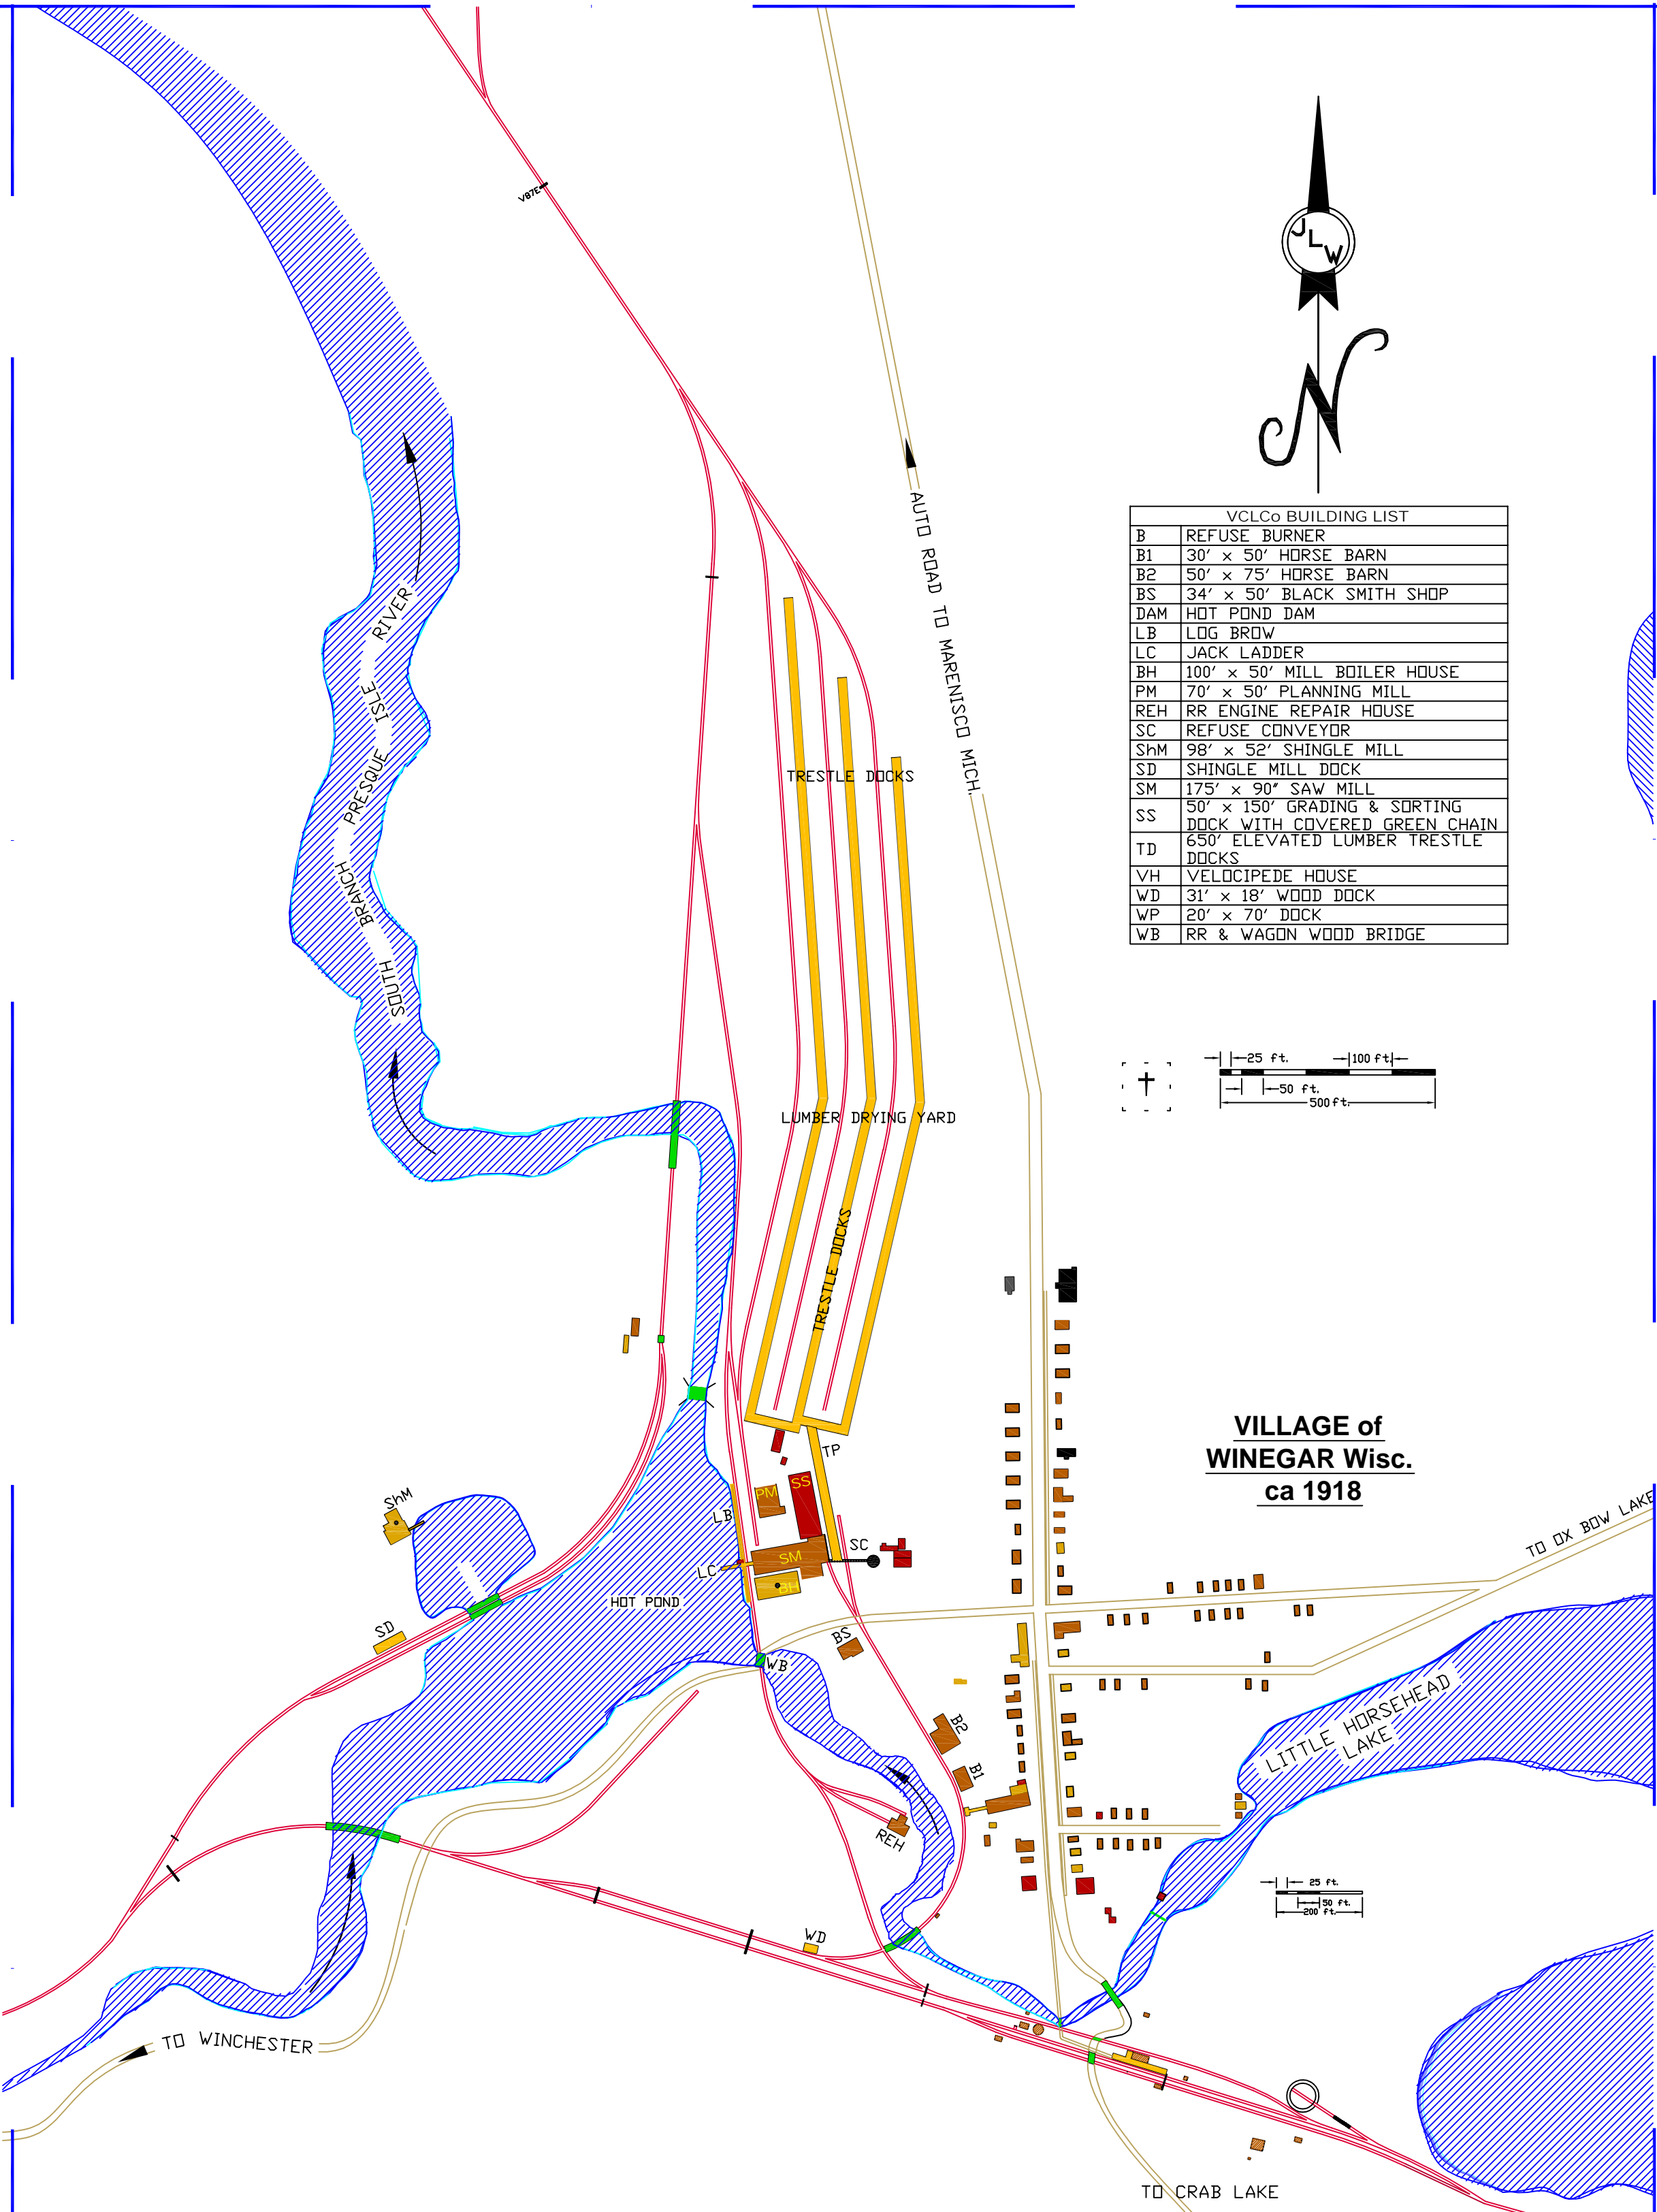 V87E
JLW
N
AUTO ROAD TO MARENISCO MICH.
VCLCo BUILDING LIST
B REFUSE BURNER
B1 30' x 50' HORSE BARN
B2 50' x 75' HORSE BARN
BS 34' x 50' BLACK SMITH SHOP
DAM HOT POND DAM
LB LOG BROW
LC JACK LADDER
BH 100' x 50' MILL BOILER HOUSE
PM 70' x 50' PLANNING MILL
REH RR ENGINE REPAIR HOUSE
SC REFUSE CONVEYOR
ShM 98' x 52' SHINGLE MILL
SD SHINGLE MILL DOCK
SM 175' x 90" SAW MILL
SS 50' x 150' GRADING & SORTING
DOCK WITH COVERED GREEN CHAIN
TD 650' ELEVATED LUMBER TRESTLE
DOCKS
VH VELOCIPEDE HOUSE
WD 31' x 18' WOOD DOCK
WP 20' x 70' DOCK
WB RR & WAGON WOOD BRIDGE
SOUTH BRANCH PRESQUE ISLE RIVER
TRESTLE DOCKS
25 ft. 100 ft.
50 ft.
500 ft.
LUMBER DRYING YARD
TRESTLE DOCKS
VILLAGE of
WINEGAR Wisc.
ca 1918
TP
SS
PM
ShM
LB
SC
SM
LC
BH
HOT POND
TO OX BOW LAKE
SD
BS
WB
LITTLE HORSEHEAD
LAKE
B2
B1
REH
25 ft.
50 ft.
200 ft.
WD
TO WINCHESTER
TO CRAB LAKE